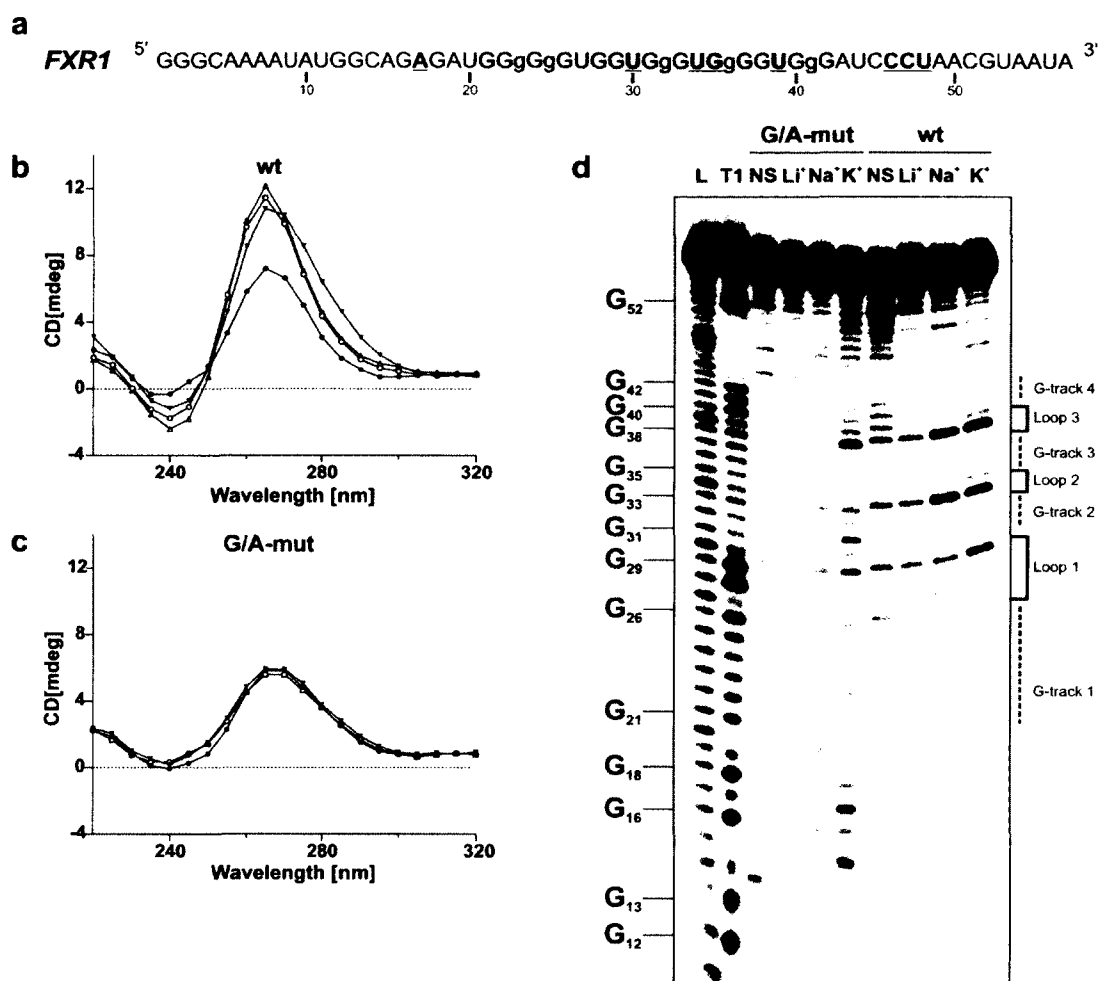 a
FXR1 5' GGGCAAAAUAUGGCAGAGAUGGgGgGUGGUGgGUGgGGUGgGAUCCCUAACGUAAUA 3'
10 20 30 40 50
b
wt
12
8
4
0
-4
CD[mdeg]
240 280 320
Wavelength [nm]
c
G/A-mut
12
8
4
0
-4
CD[mdeg]
240 280 320
Wavelength [nm]
d
G/A-mut wt
L T1 NS Li⁺ Na⁺ K⁺ NS Li⁺ Na⁺ K⁺
G52
G42
G40
G38
G35
G33
G31
G29
G26
G21
G18
G16
G13
G12
G-track 4
Loop 3
G-track 3
Loop 2
G-track 2
Loop 1
G-track 1